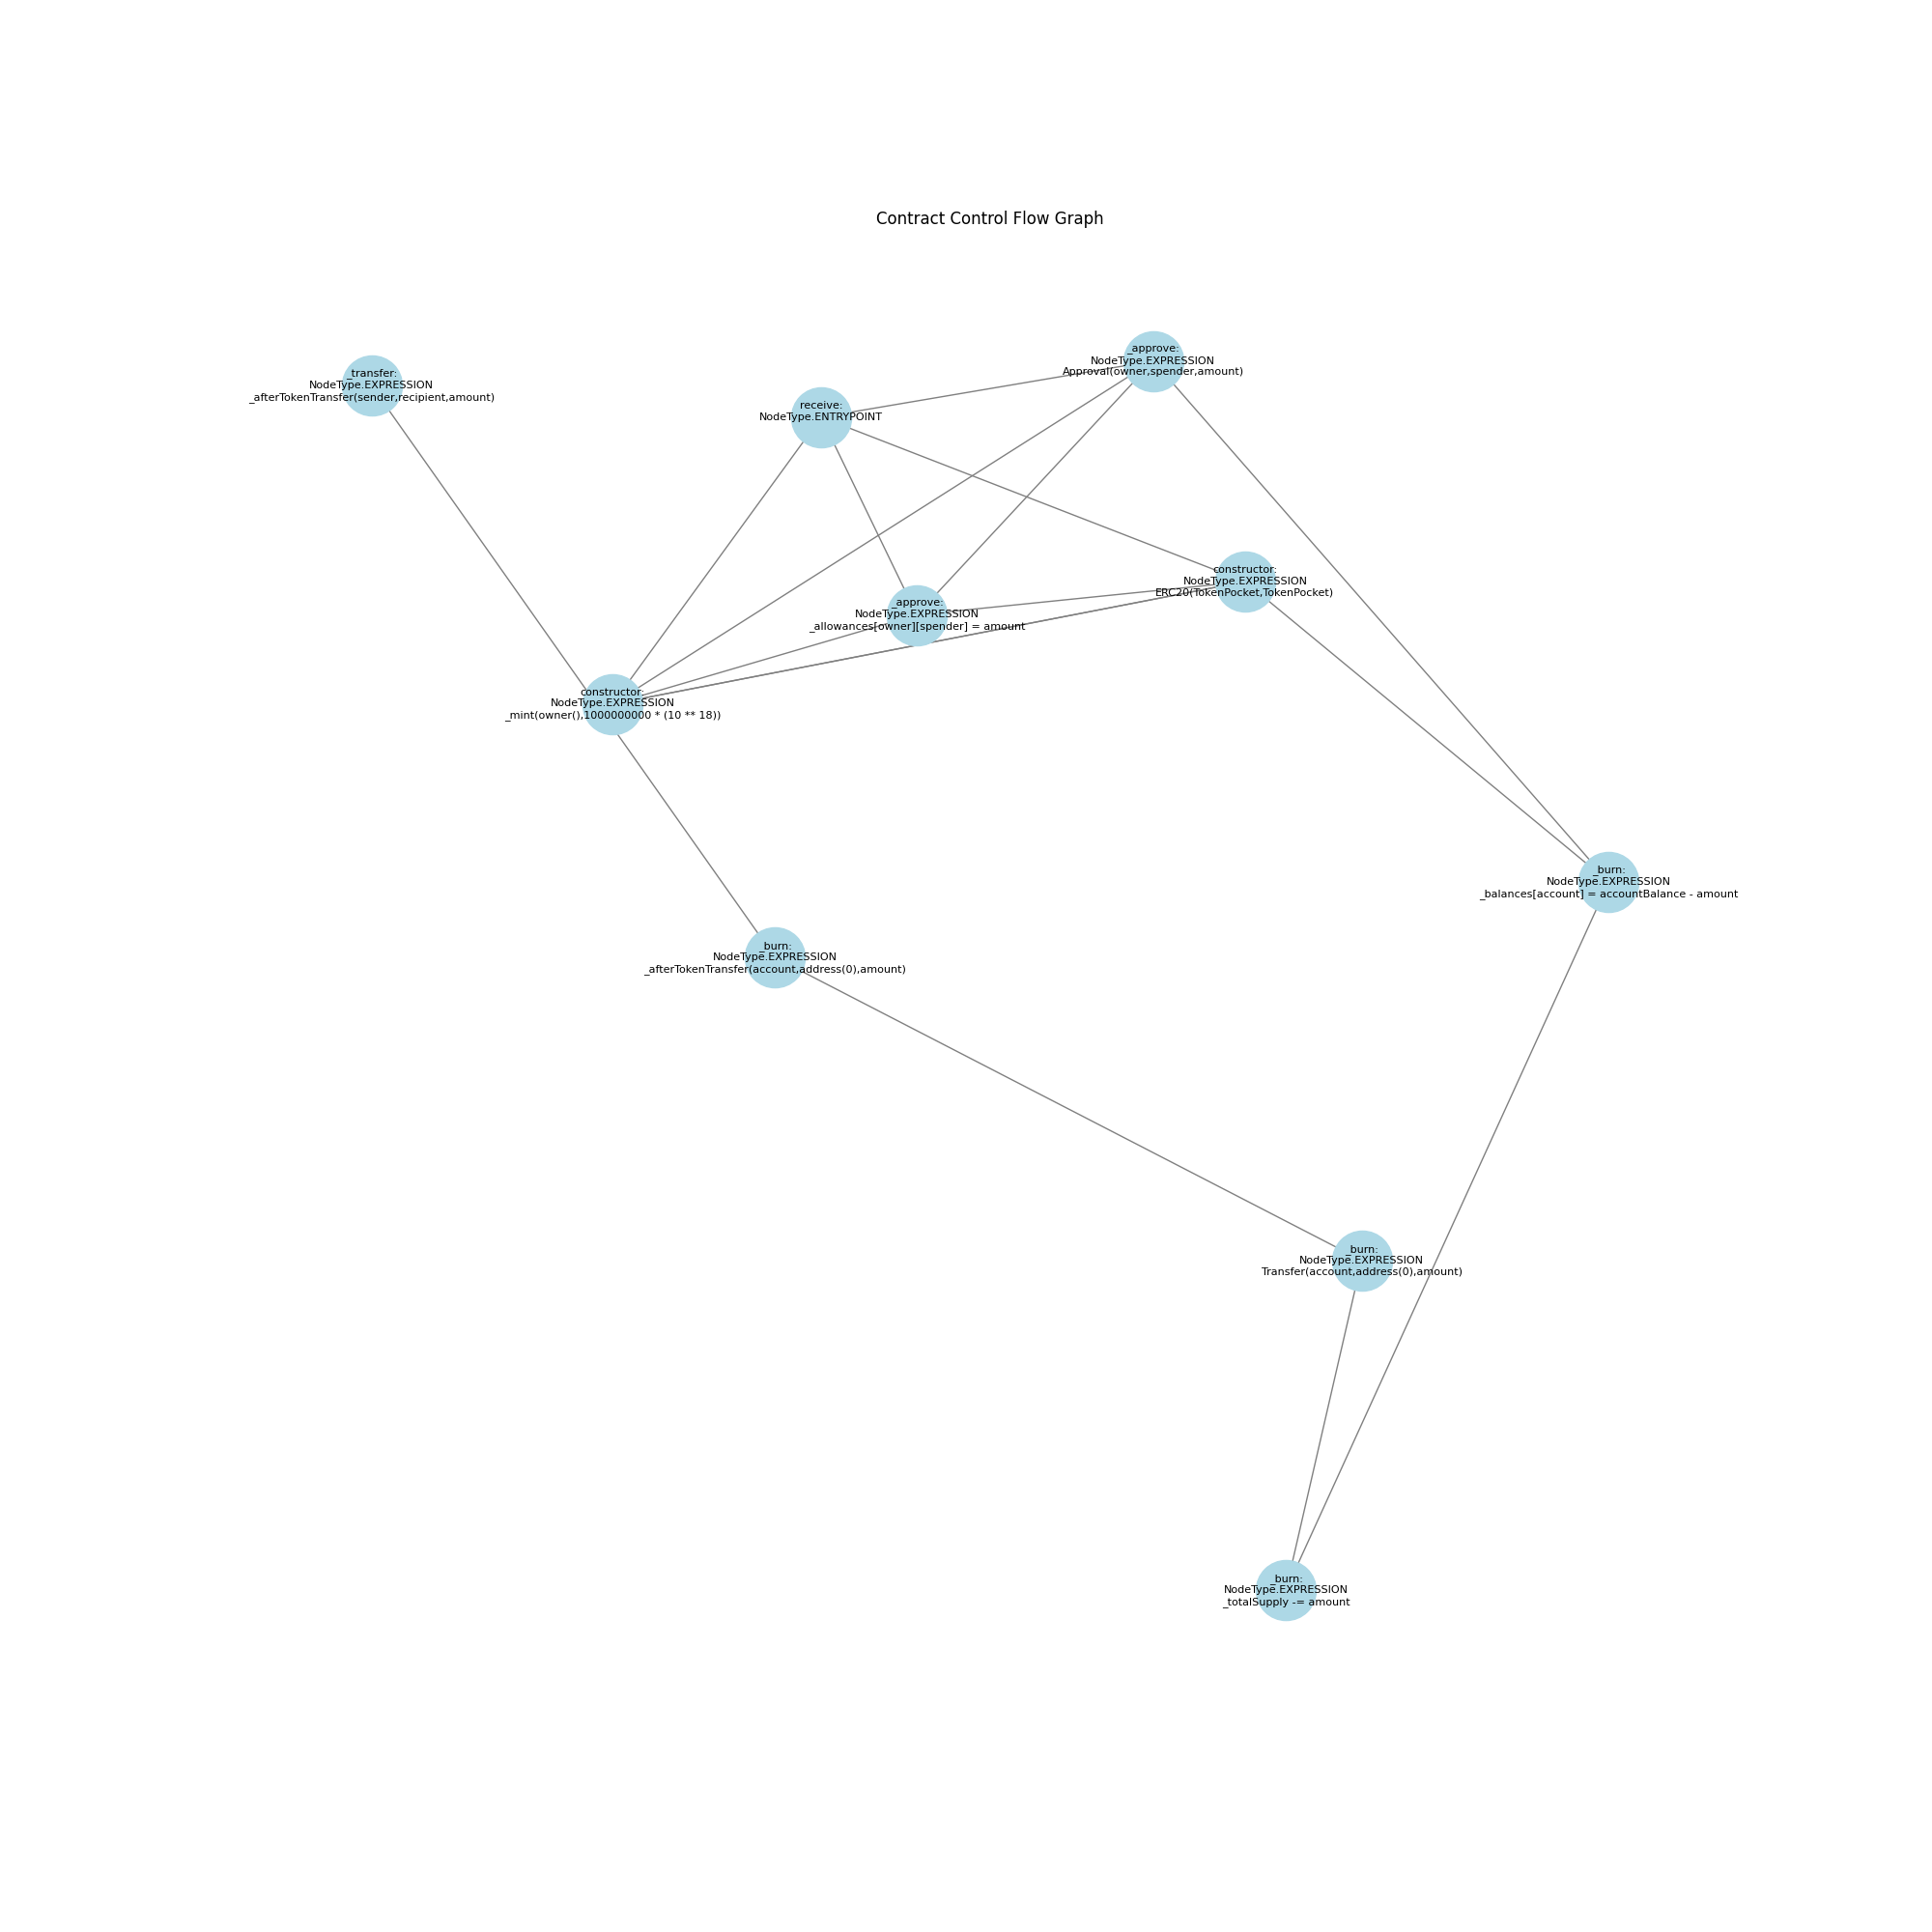 Contract Control Flow Graph
_approve:
NodeType.EXPRESSION
Approval(owner,spender,amount)
_transfer:
NodeType.EXPRESSION
_afterTokenTransfer(sender,recipient,amount)
receive:
NodeType.ENTRYPOINT
constructor:
NodeType.EXPRESSION
ERC20(TokenPocket,TokenPocket)
_approve:
NodeType.EXPRESSION
_allowances[owner][spender] = amount
constructor:
NodeType.EXPRESSION
_mint(owner(),1000000000 * (10 ** 18))
_burn:
NodeType.EXPRESSION
_balances[account] = accountBalance - amount
_burn:
NodeType.EXPRESSION
_afterTokenTransfer(account,address(0),amount)
_burn:
NodeType.EXPRESSION
Transfer(account,address(0),amount)
_burn:
NodeType.EXPRESSION
_totalSupply -= amount